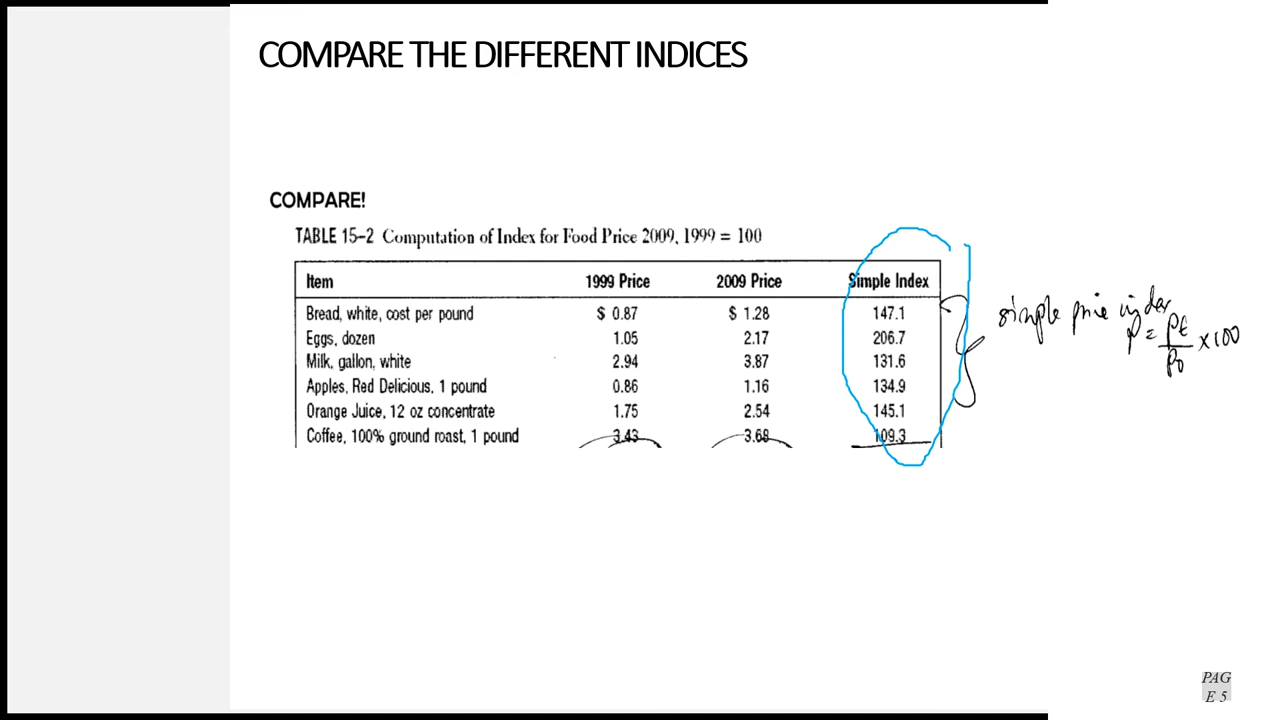 COMPARE THE DIFFERENT INDICES
COMPARE!
TABLE 15–2 Computation of Index for Food Price 2009, 1999 = 100
Item 1999 Price 2009 Price Simple Index
Bread, white, cost per pound $ 0.87 $ 1.28 147.1
Eggs, dozen 1.05 2.17 206.7
Milk, gallon, white 2.94 3.87 131.6
Apples, Red Delicious, 1 pound 0.86 1.16 134.9
Orange Juice, 12 oz concentrate 1.75 2.54 145.1
Coffee, 100% ground roast, 1 pound 3.43 3.68 109.3
simple price index
P = Pt
P0 × 100
PAG
E 5